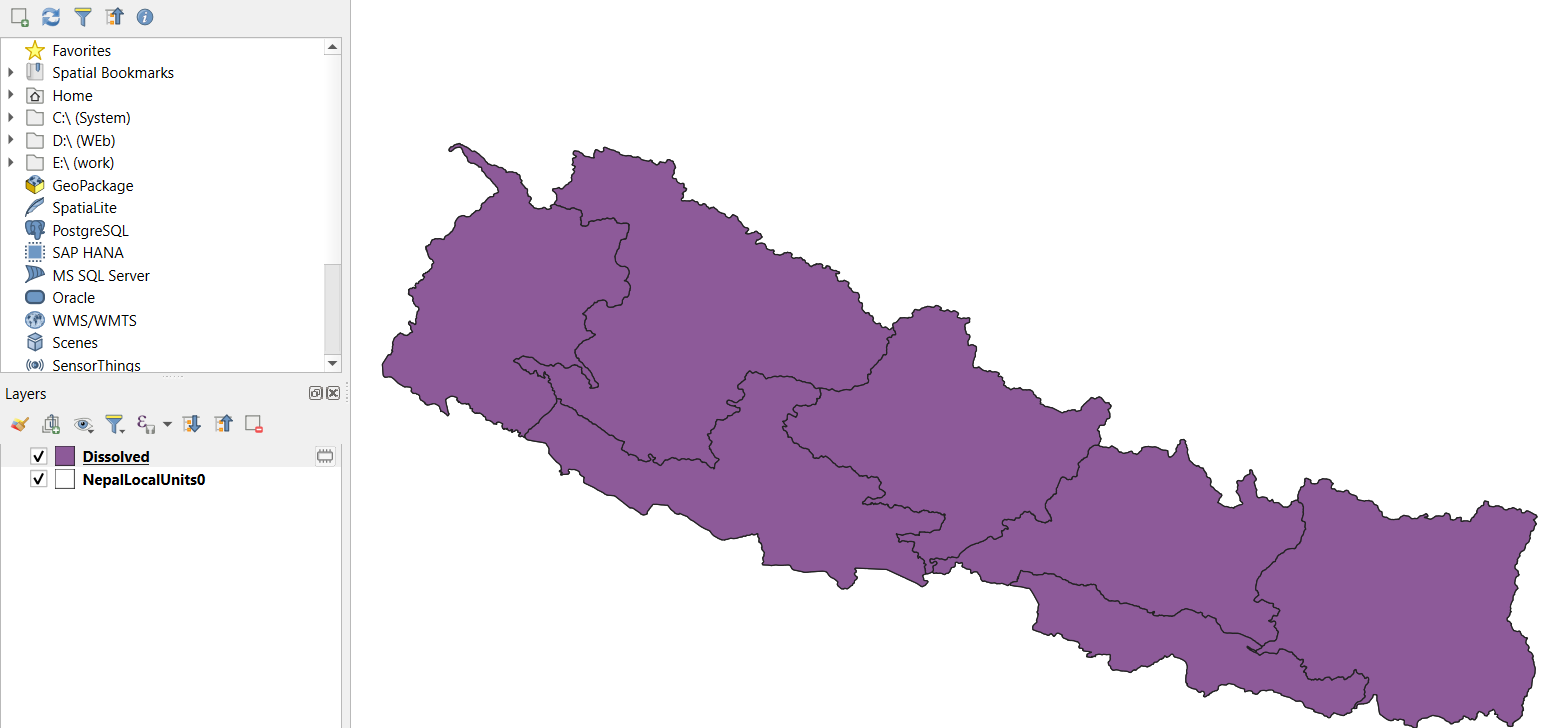 Favorites
Spatial Bookmarks
Home
C:\ (System)
D:\ (WEb)
E:\ (work)
GeoPackage
SpatiaLite
PostgreSQL
SAP HANA
MS SQL Server
Oracle
WMS/WMTS
Scenes
SensorThings
Layers
Dissolved
NepalLocalUnits0